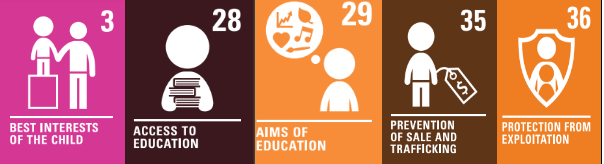 3
BEST INTERESTS
OF THE CHILD
28
ACCESS TO
EDUCATION
29
AIMS OF
EDUCATION
35
$
PREVENTION
OF SALE AND
TRAFFICKING
36
PROTECTION FROM
EXPLOITATION